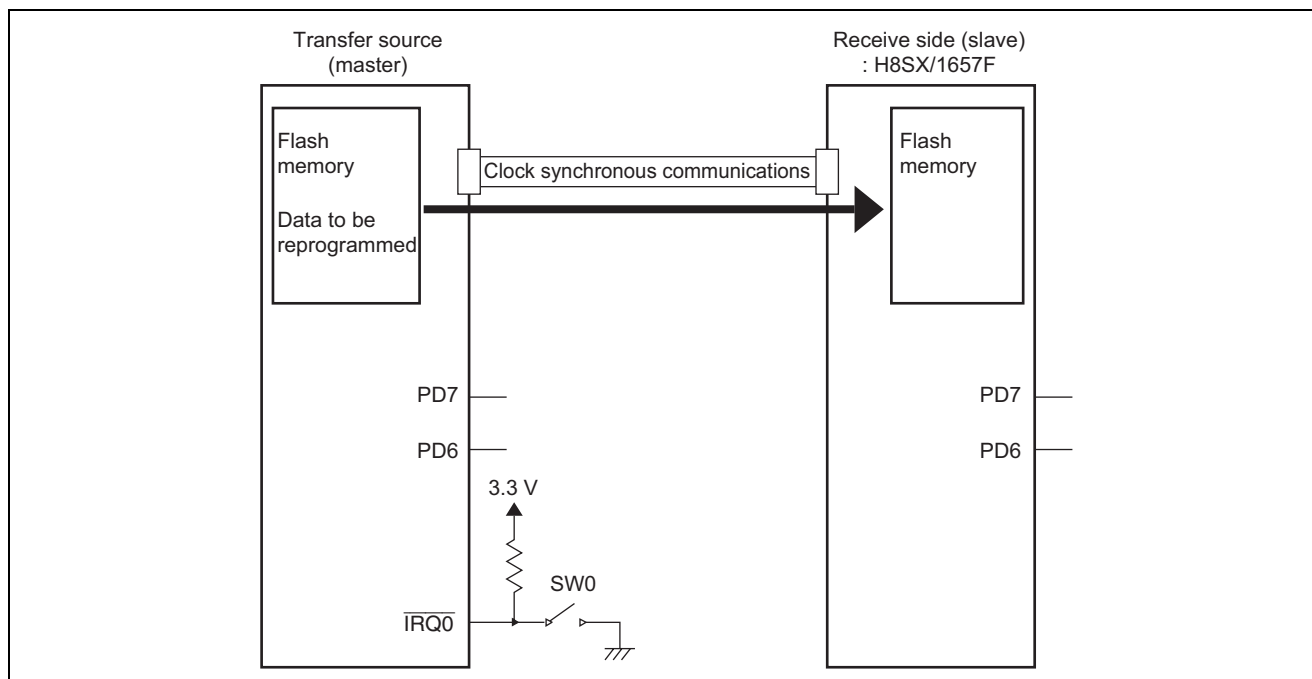 Transfer source
(master)
Receive side (slave)
: H8SX/1657F
Flash
memory
Data to be
reprogrammed
Clock synchronous communications
Flash
memory
PD7
PD6
PD7
PD6
3.3 V
SW0
IRQ0